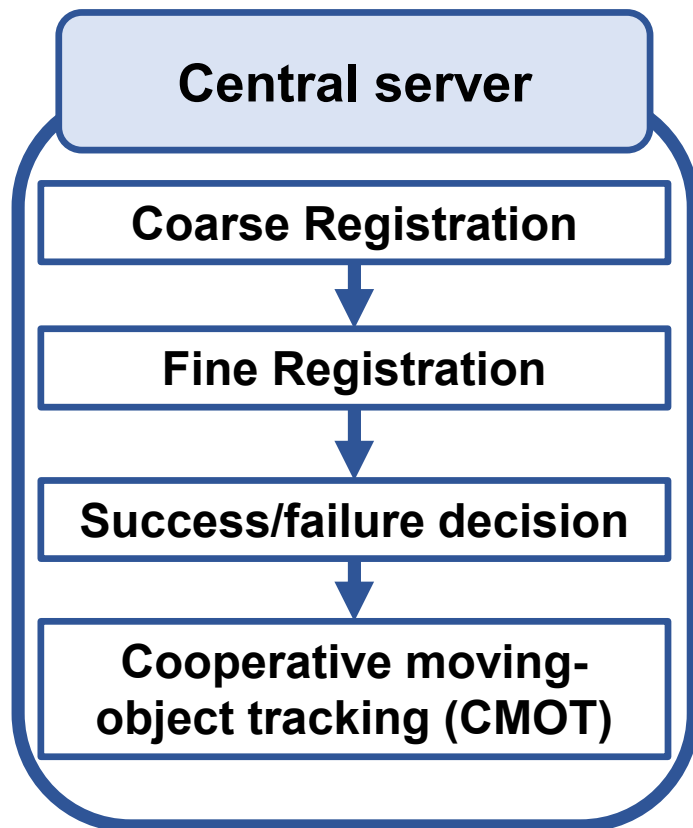 Central server
Coarse Registration
Fine Registration
Success/failure decision
Cooperative moving-
object tracking (CMOT)